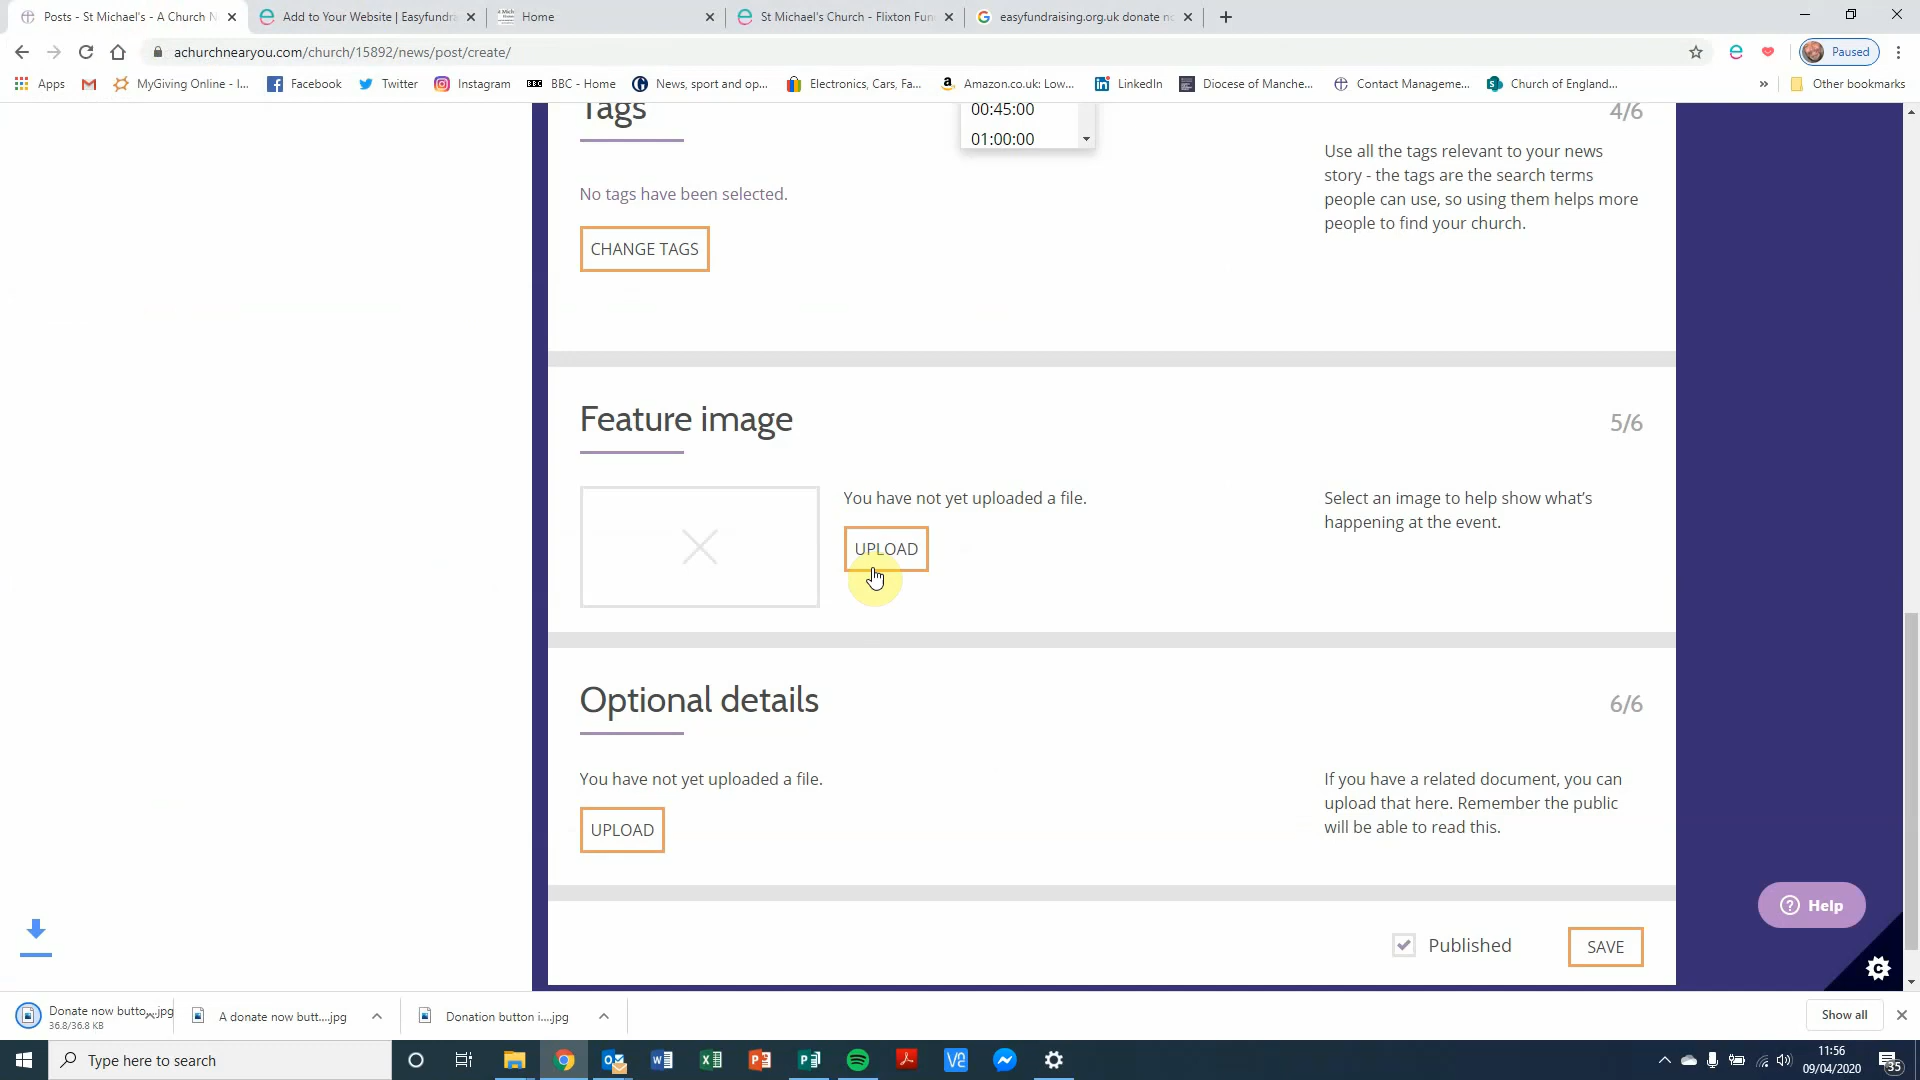 Posts - St Michael's - A Church N
Add to Your Website | Easyfundra
Home
St Michael's Church - Flixton Fun
easyfundraising.org.uk donate no
achurchnearyou.com/church/15892/news/post/create/
Paused
Apps
MyGiving Online - I...
Facebook
Twitter
Instagram
BBC - Home
News, sport and op...
Electronics, Cars, Fa...
Amazon.co.uk: Low...
LinkedIn
Diocese of Manche...
Contact Manageme...
Church of England...
»
Other bookmarks
Tags
00:45:00
01:00:00
4/6
Use all the tags relevant to your news
story - the tags are the search terms
people can use, so using them helps more
people to find your church.
No tags have been selected.
CHANGE TAGS
Feature image
5/6
You have not yet uploaded a file.
UPLOAD
Select an image to help show what's
happening at the event.
Optional details
6/6
You have not yet uploaded a file.
UPLOAD
If you have a related document, you can
upload that here. Remember the public
will be able to read this.
Help
Published
SAVE
Donate now butto....jpg
36.8/36.8 KB
A donate now butt....jpg
Donation button i....jpg
Show all
Type here to search
11:56
09/04/2020
35